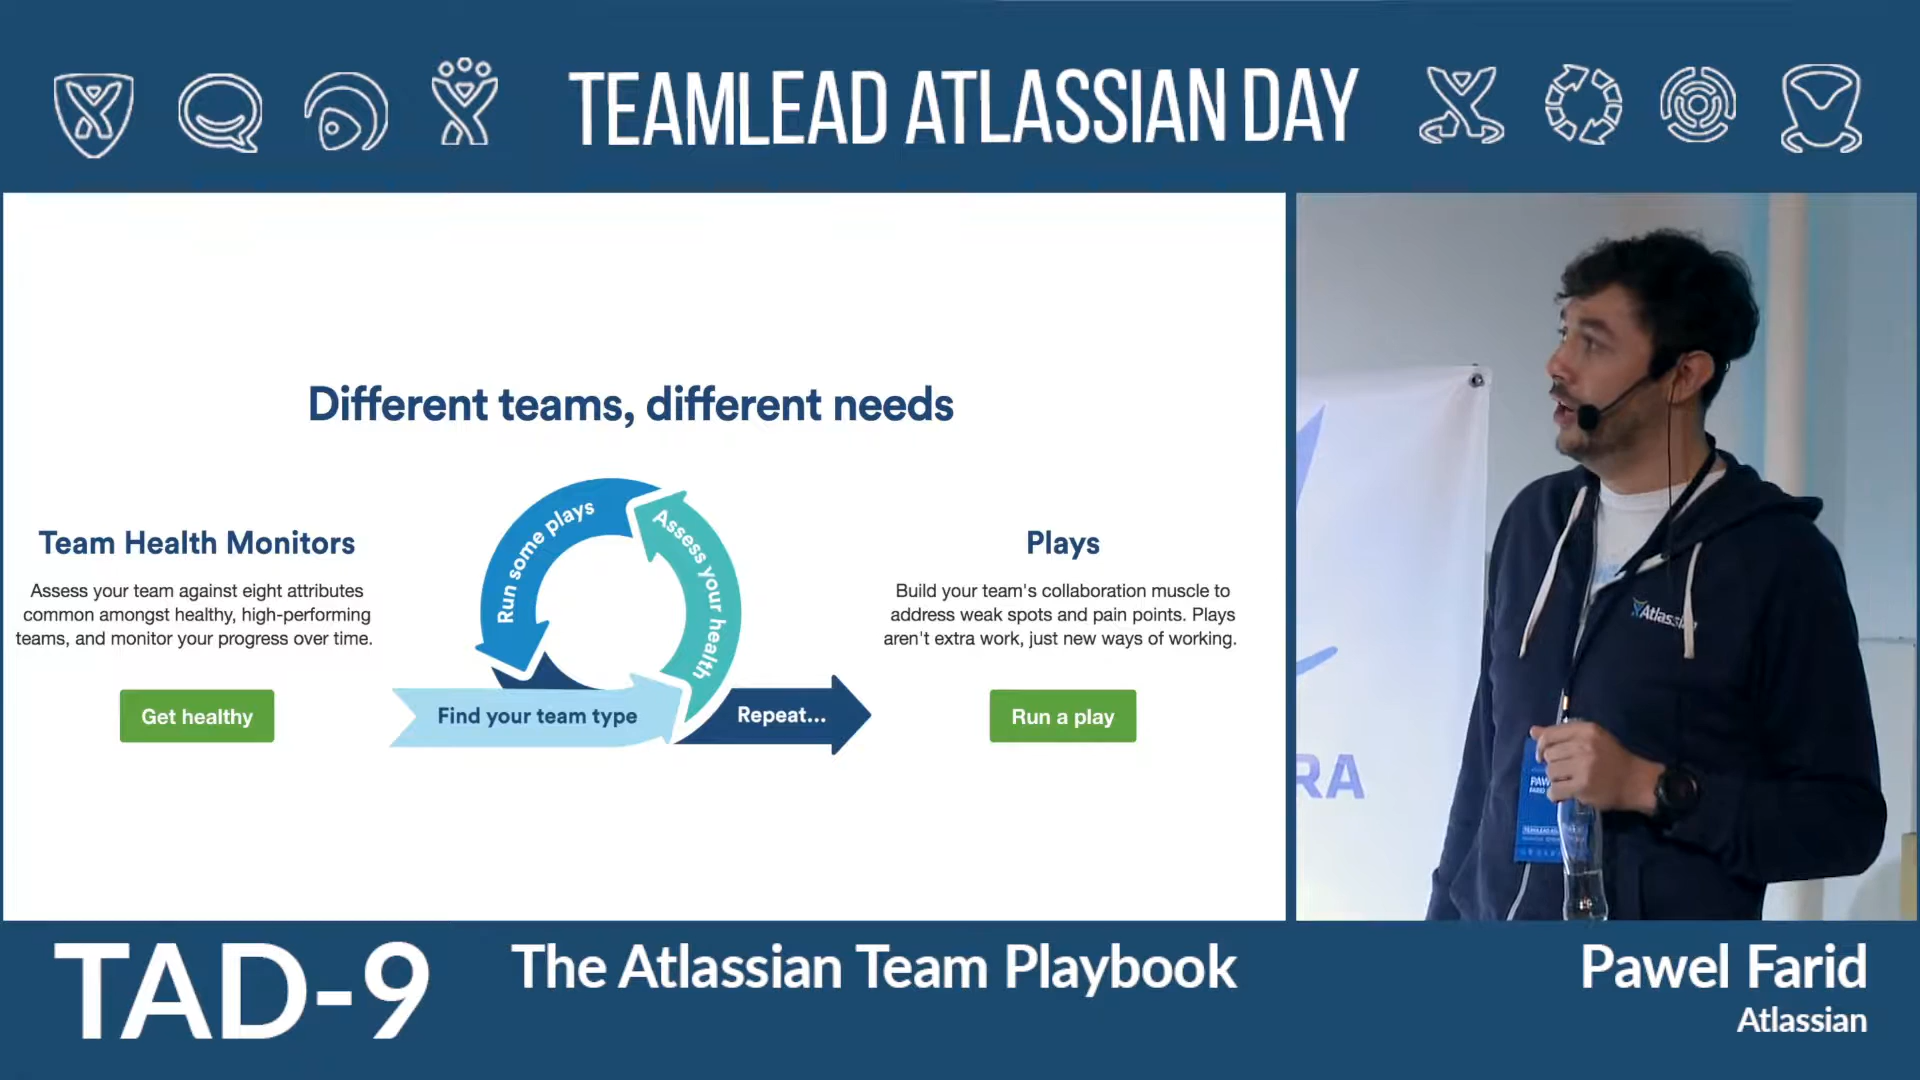 TEAMLEAD ATLASSIAN DAY
Different teams, different needs
Team Health Monitors
Assess your team against eight attributes
common amongst healthy, high-performing
teams, and monitor your progress over time.
Get healthy
Run some plays
Assess your health
Find your team type
Repeat...
Plays
Build your team's collaboration muscle to
address weak spots and pain points. Plays
aren't extra work, just new ways of working.
Run a play
Atlassian
RA
PAW
FARID
TAD-9
The Atlassian Team Playbook
Pawel Farid
Atlassian